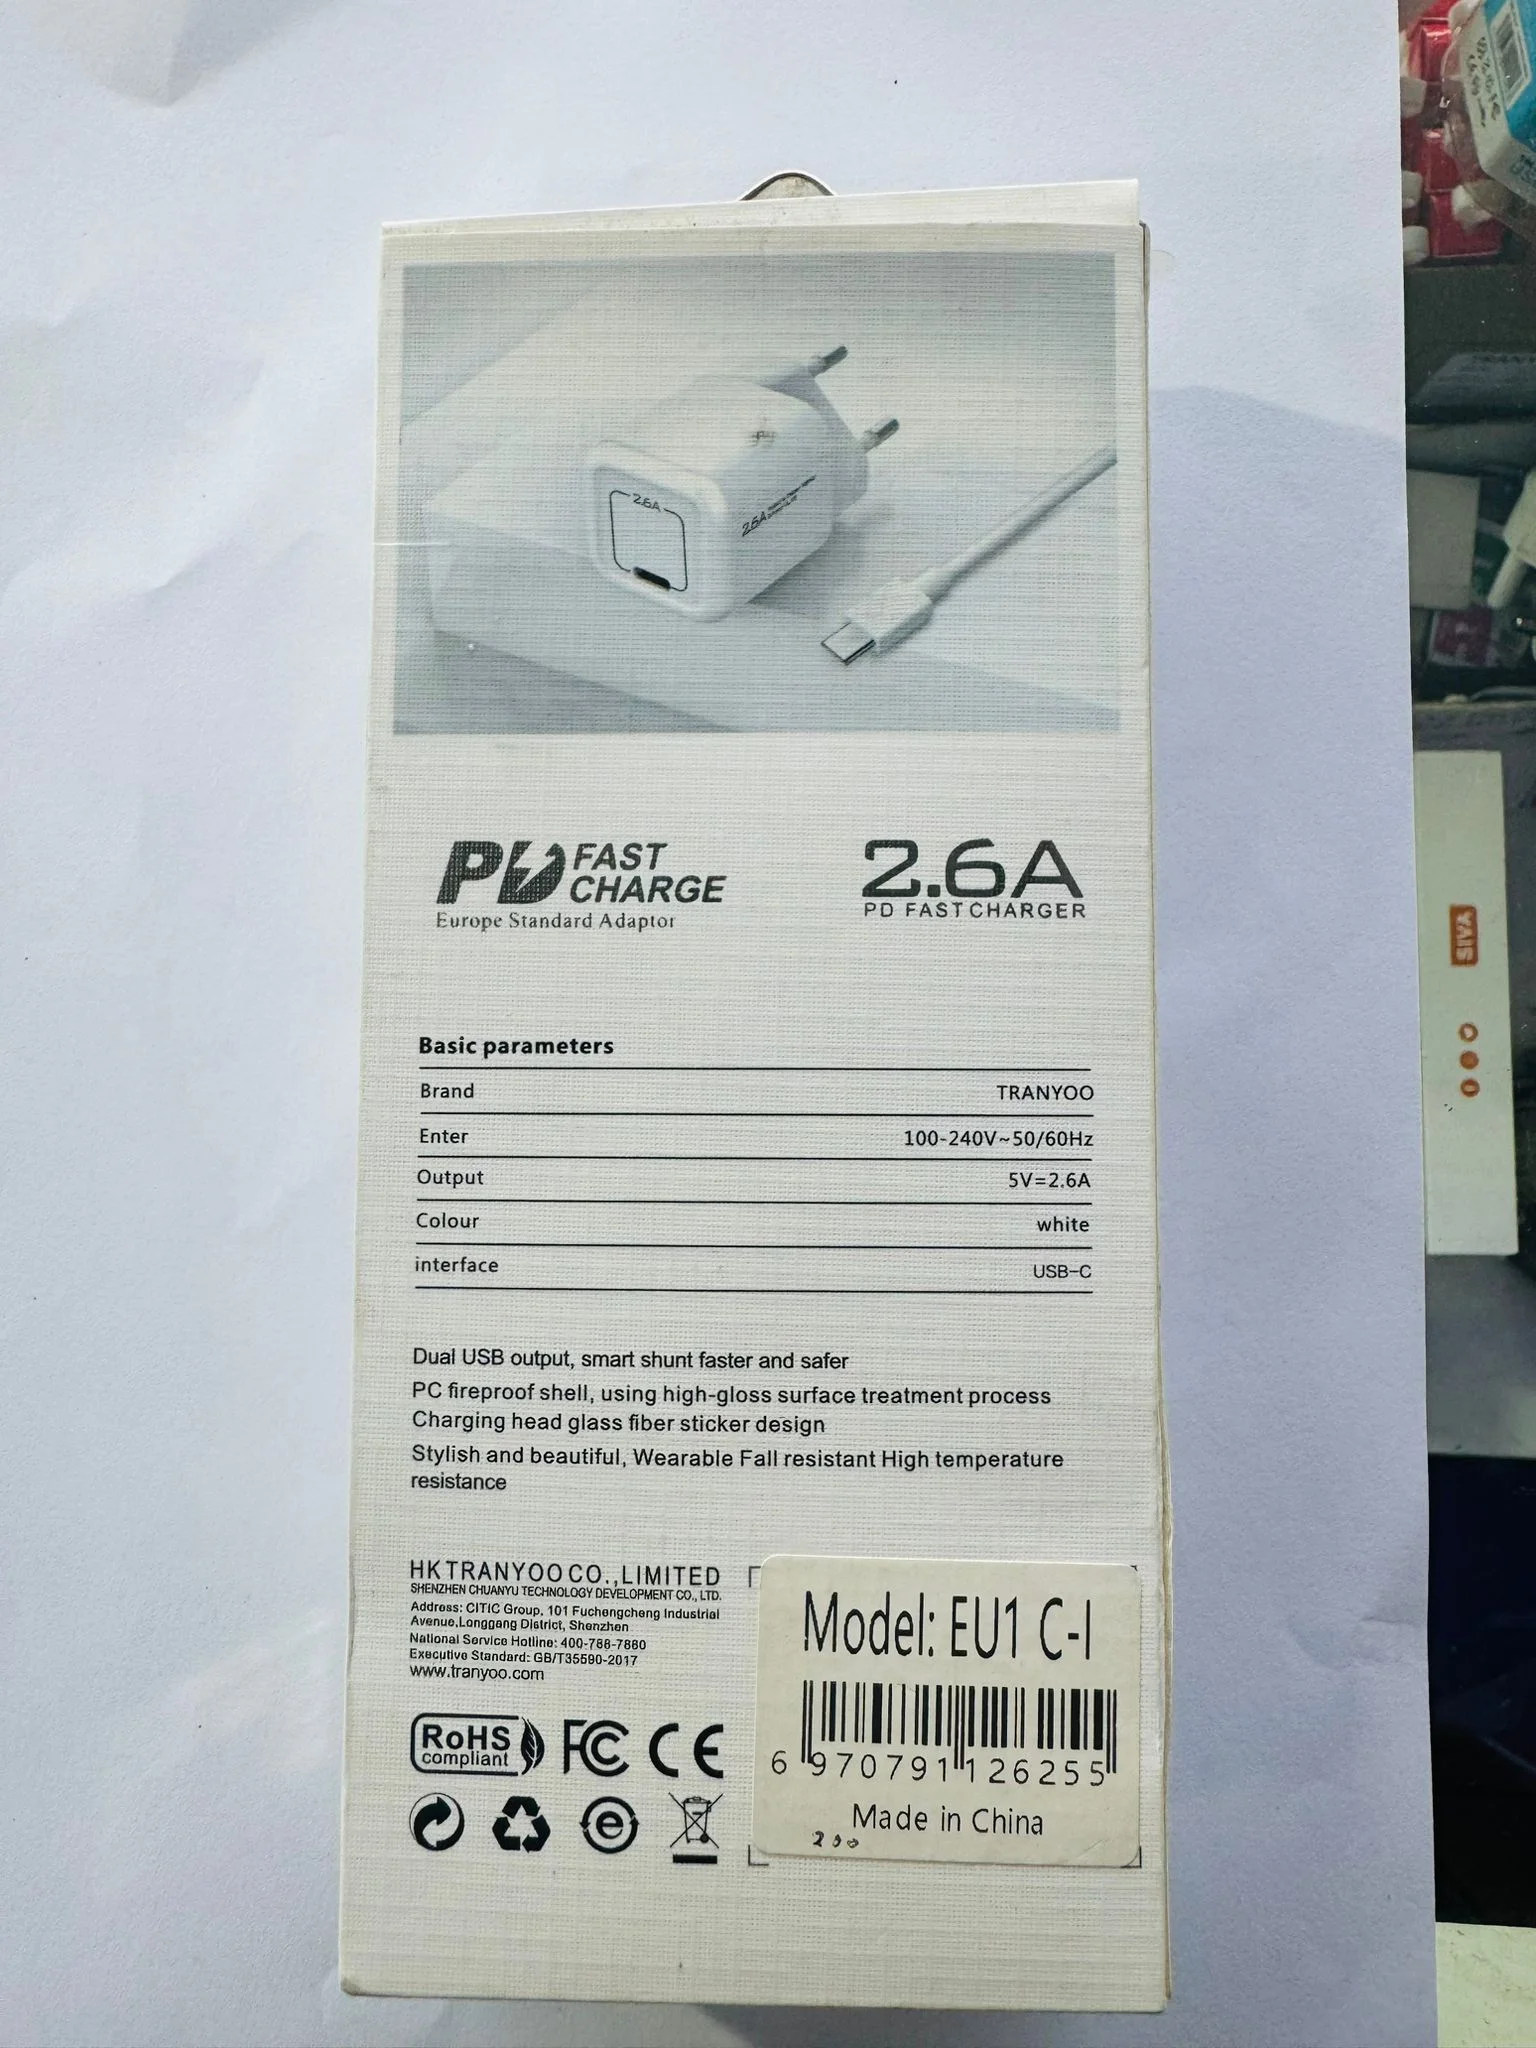 2.6A
2.6A
PD FAST
CHARGE
Europe Standard Adaptor
2.6A
PD FAST CHARGER
Basic parameters
Brand TRANYOO
Enter 100-240V~50/60Hz
Output 5V=2.6A
Colour white
interface USB-C
Dual USB output, smart shunt faster and safer
PC fireproof shell, using high-gloss surface treatment process
Charging head glass fiber sticker design
Stylish and beautiful, Wearable Fall resistant High temperature
resistance
HK TRANYOO CO.,LIMITED
SHENZHEN CHUANYU TECHNOLOGY DEVELOPMENT CO., LTD.
Address: CITIC Group, 101 Fuchengcheng Industrial
Avenue,Longgang District, Shenzhen
National Service Hotline: 400-788-7880
Executive Standard: GB/T35590-2017
www.tranyoo.com
RoHS
compliant
FC CE
e
Model: EU1 C-I
6 970791 126255
Made in China
200
YAIS